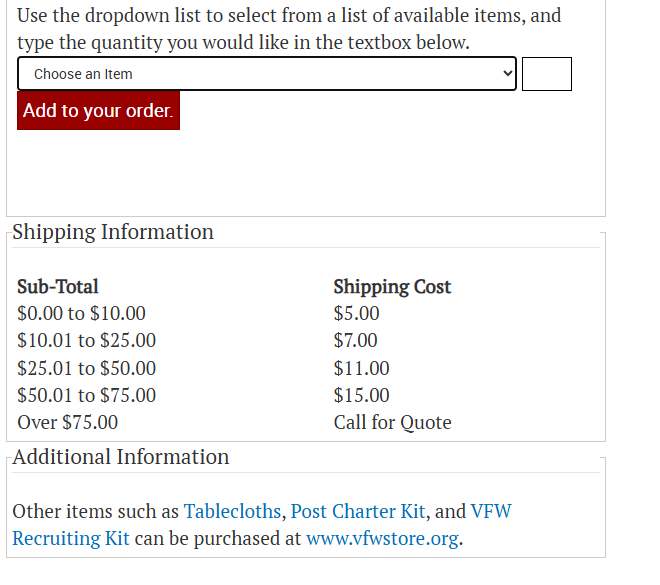 Use the dropdown list to select from a list of available items, and
type the quantity you would like in the textbox below.
Choose an Item
Add to your order.
Shipping Information
Sub-Total Shipping Cost
$0.00 to $10.00 $5.00
$10.01 to $25.00 $7.00
$25.01 to $50.00 $11.00
$50.01 to $75.00 $15.00
Over $75.00 Call for Quote
Additional Information
Other items such as Tablecloths, Post Charter Kit, and VFW
Recruiting Kit can be purchased at www.vfwstore.org.